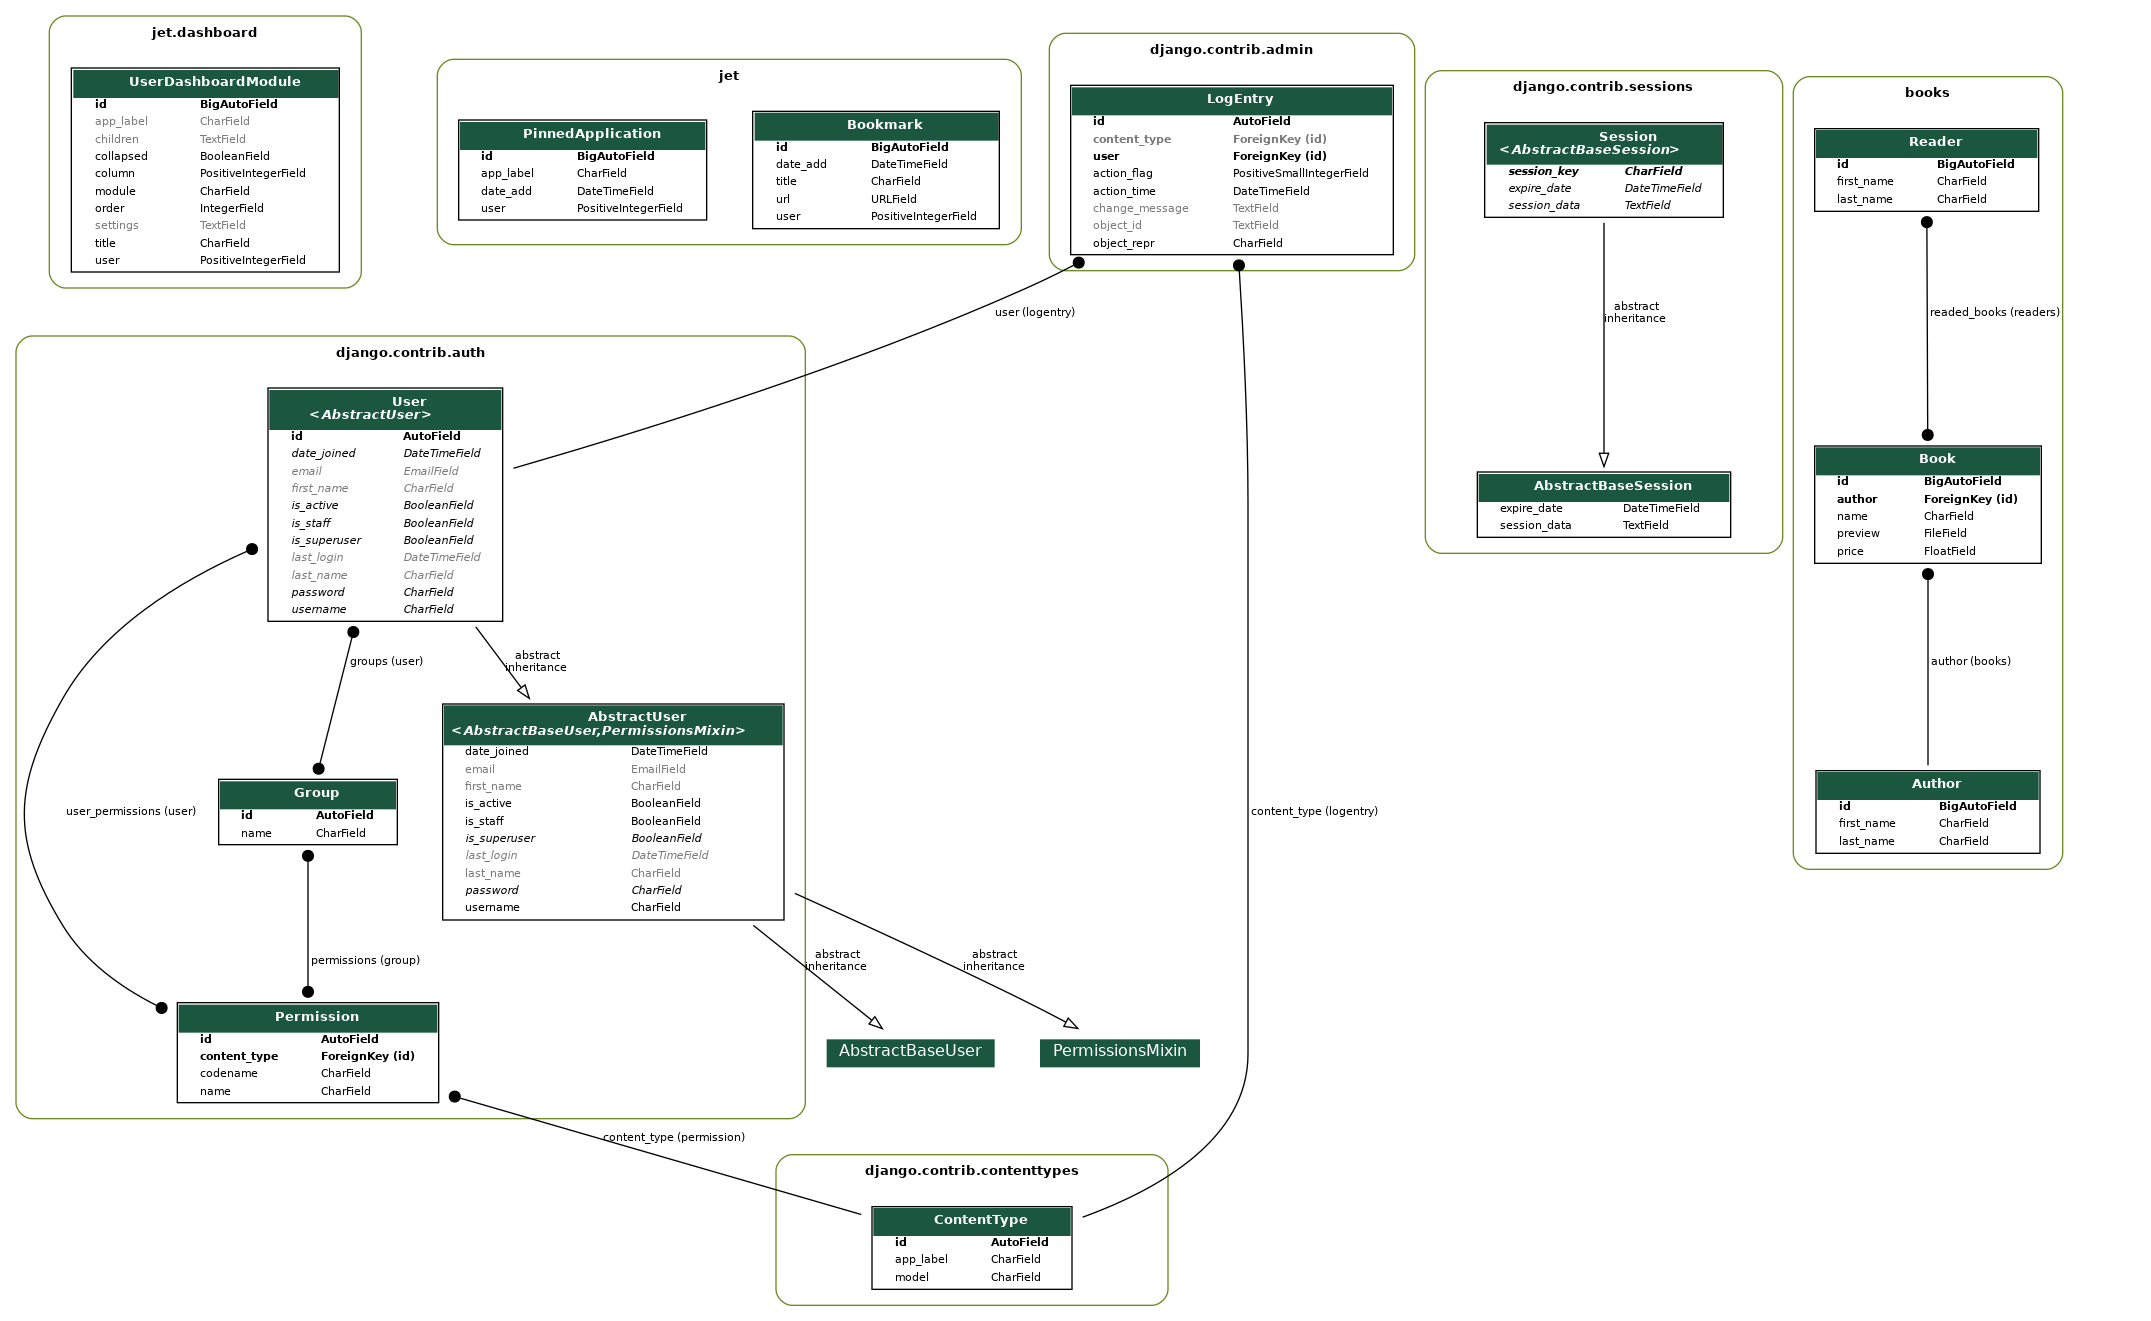 jet.dashboard
UserDashboardModule
id BigAutoField
app_label CharField
children TextField
collapsed BooleanField
column PositiveIntegerField
module CharField
order IntegerField
settings TextField
title CharField
user PositiveIntegerField
jet
PinnedApplication
id BigAutoField
app_label CharField
date_add DateTimeField
user PositiveIntegerField
Bookmark
id BigAutoField
date_add DateTimeField
title CharField
url URLField
user PositiveIntegerField
django.contrib.admin
LogEntry
id AutoField
content_type ForeignKey (id)
user ForeignKey (id)
action_flag PositiveSmallIntegerField
action_time DateTimeField
change_message TextField
object_id TextField
object_repr CharField
django.contrib.sessions
Session
<AbstractBaseSession>
session_key CharField
expire_date DateTimeField
session_data TextField
abstract
inheritance
AbstractBaseSession
expire_date DateTimeField
session_data TextField
books
Reader
id BigAutoField
first_name CharField
last_name CharField
readed_books (readers)
Book
id BigAutoField
author ForeignKey (id)
name CharField
preview FileField
price FloatField
author (books)
Author
id BigAutoField
first_name CharField
last_name CharField
user (logentry)
django.contrib.auth
User
<AbstractUser>
id AutoField
date_joined DateTimeField
email EmailField
first_name CharField
is_active BooleanField
is_staff BooleanField
is_superuser BooleanField
last_login DateTimeField
last_name CharField
password CharField
username CharField
groups (user)
abstract
inheritance
AbstractUser
<AbstractBaseUser,PermissionsMixin>
date_joined DateTimeField
email EmailField
first_name CharField
is_active BooleanField
is_staff BooleanField
is_superuser BooleanField
last_login DateTimeField
last_name CharField
password CharField
username CharField
Group
id AutoField
name CharField
user_permissions (user)
content_type (logentry)
permissions (group)
abstract
inheritance
abstract
inheritance
Permission
id AutoField
content_type ForeignKey (id)
codename CharField
name CharField
AbstractBaseUser
PermissionsMixin
content_type (permission)
django.contrib.contenttypes
ContentType
id AutoField
app_label CharField
model CharField